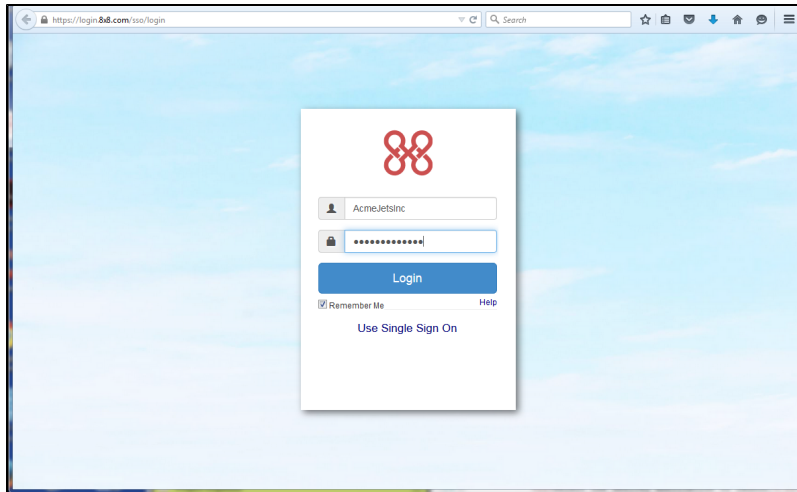 https://login.8x8.com/sso/login
Search
AcmeJetsInc
•••••••••••••
Login
Remember Me
Help
Use Single Sign On